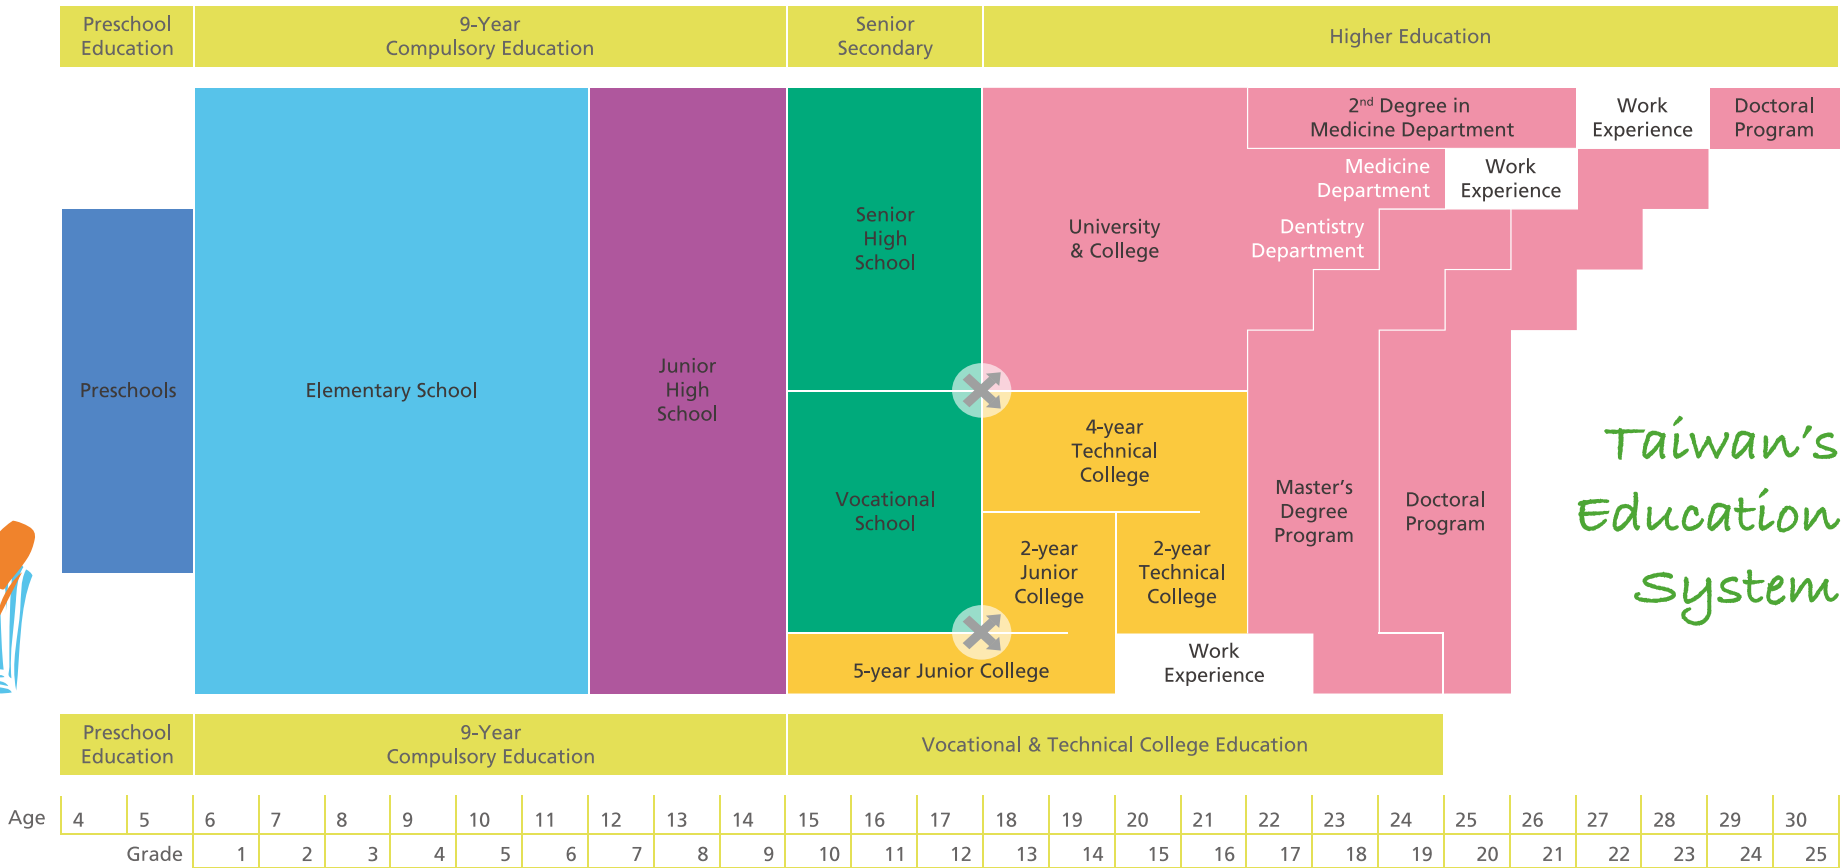 Preschool
Education
9-Year
Compulsory Education
Senior
Secondary
Higher Education
Preschools
Elementary School
Junior
High
School
Senior
High
School
Vocational
School
5-year Junior College
University
& College
4-year
Technical
College
2-year
Junior
College
2-year
Technical
College
Work
Experience
2nd Degree in
Medicine Department
Work
Experience
Doctoral
Program
Medicine
Department
Work
Experience
Dentistry
Department
Master's
Degree
Program
Doctoral
Program
Taiwan's
Education
System
Preschool
Education
9-Year
Compulsory Education
Vocational & Technical College Education
Age 4 5 6 7 8 9 10 11 12 13 14 15 16 17 18 19 20 21 22 23 24 25 26 27 28 29 30
Grade 1 2 3 4 5 6 7 8 9 10 11 12 13 14 15 16 17 18 19 20 21 22 23 24 25